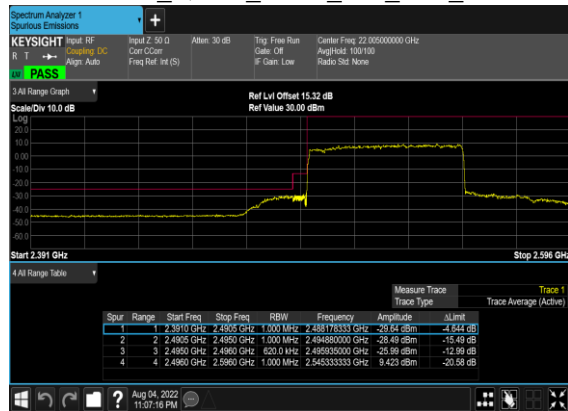 Spectrum Analyzer 1
Spurious Emissions
KEYSIGHT Input: RF Input Z: 50 Ω Atten: 30 dB Trig: Free Run Center Freq: 22.005000000 GHz
R T Coupling: DC Corr CCorr Gate: Off Avg|Hold: 100/100
Align: Auto Freq Ref: Int (S) IF Gain: Low Radio Std: None
LW PASS
3 All Range Graph
Ref Lvl Offset 15.32 dB
Scale/Div 10.0 dB Ref Value 30.00 dBm
Log
20.0
10.0
0.00
-10.0
-20.0
-30.0
-40.0
-50.0
-60.0
Start 2.391 GHz Stop 2.596 GHz
4 All Range Table
Measure Trace Trace 1
Trace Type Trace Average (Active)
Spur Range Start Freq Stop Freq RBW Frequency Amplitude ΔLimit
1 1 2.3910 GHz 2.4905 GHz 1.000 MHz 2.488178333 GHz -29.64 dBm -4.644 dB
2 2 2.4905 GHz 2.4950 GHz 1.000 MHz 2.494880000 GHz -28.49 dBm -15.49 dB
3 3 2.4950 GHz 2.4960 GHz 620.0 kHz 2.495935000 GHz -25.99 dBm -12.99 dB
4 4 2.4960 GHz 2.5960 GHz 1.000 MHz 2.545333333 GHz 9.423 dBm -20.58 dB
? Aug 04, 2022
11:07:16 PM